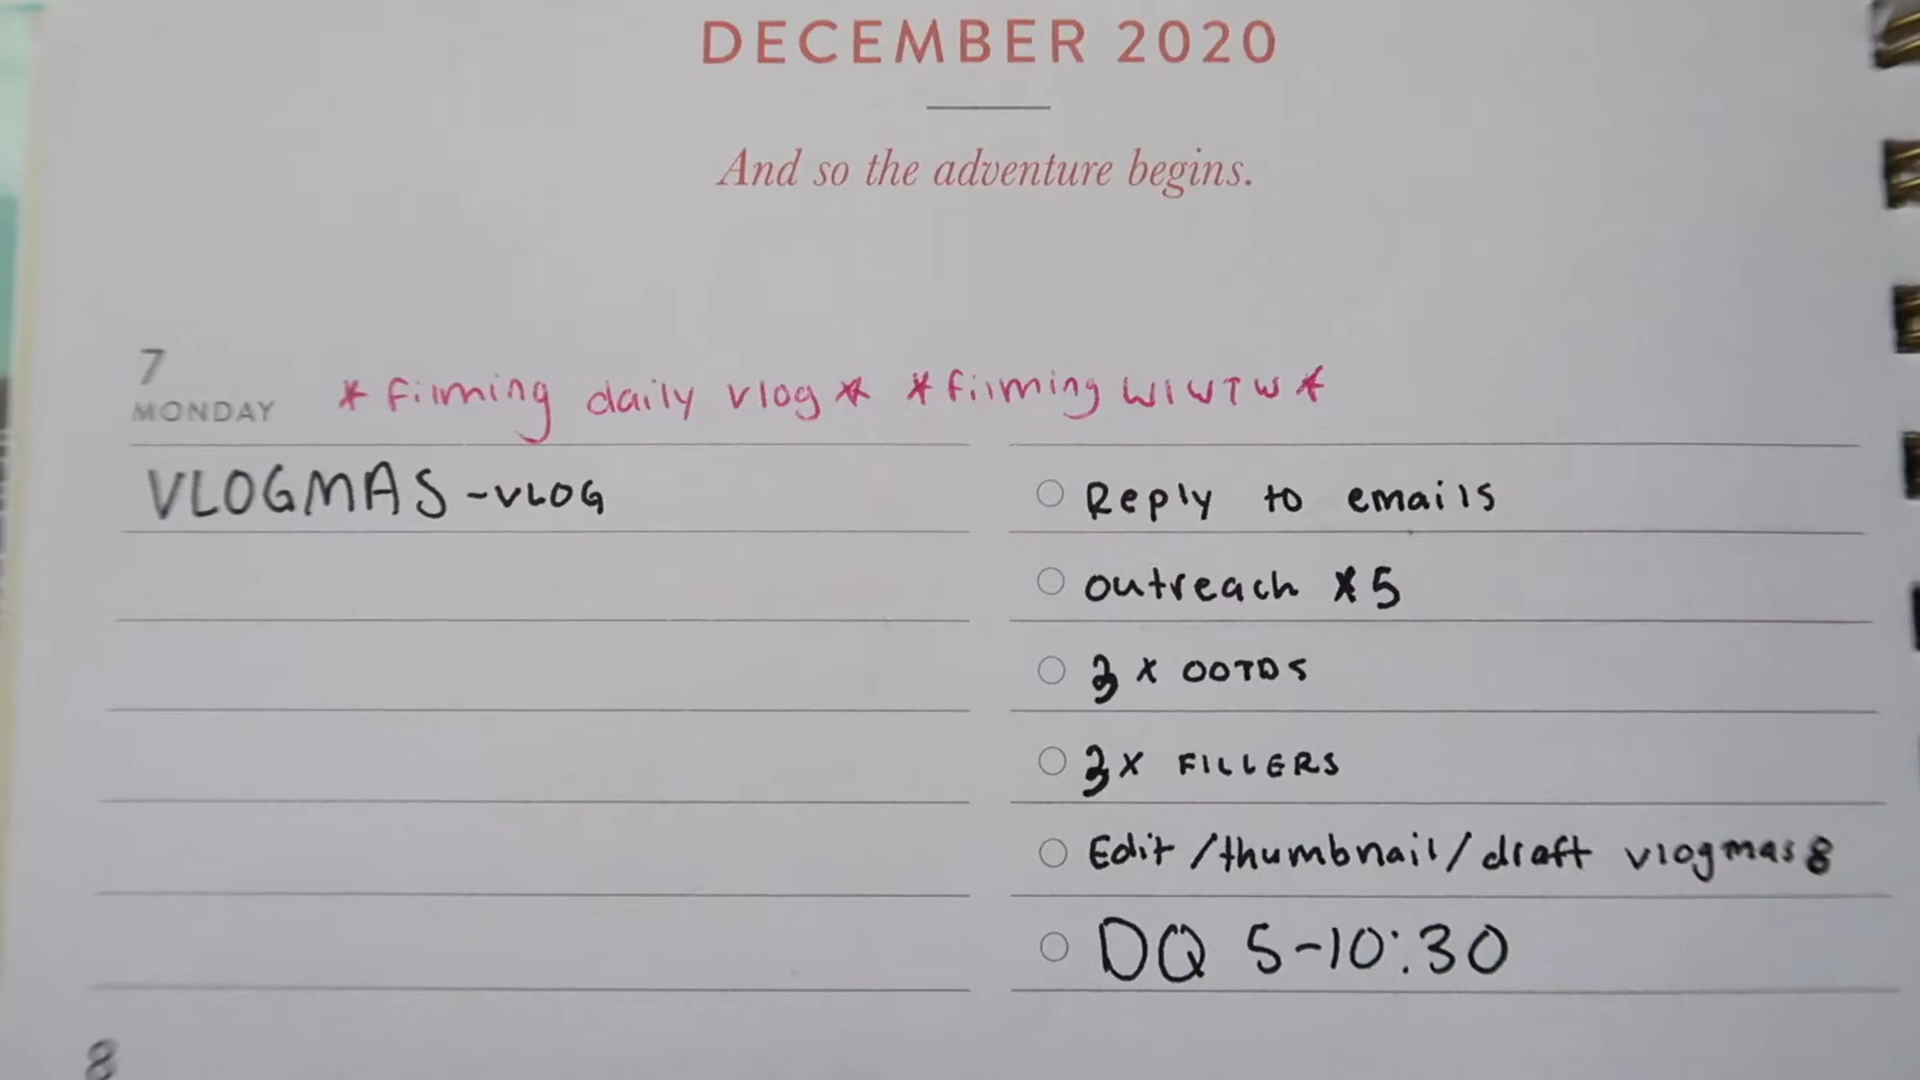 DECEMBER 2020
And so the adventure begins.
7
MONDAY
*filming daily vlog* *filming WIWTW*
VLOGMAS -VLOG
Reply to emails
outreach x5
3 x OOTDS
3x FILLERS
Edit/thumbnail/draft vlogmas 8
DQ 5-10:30
8